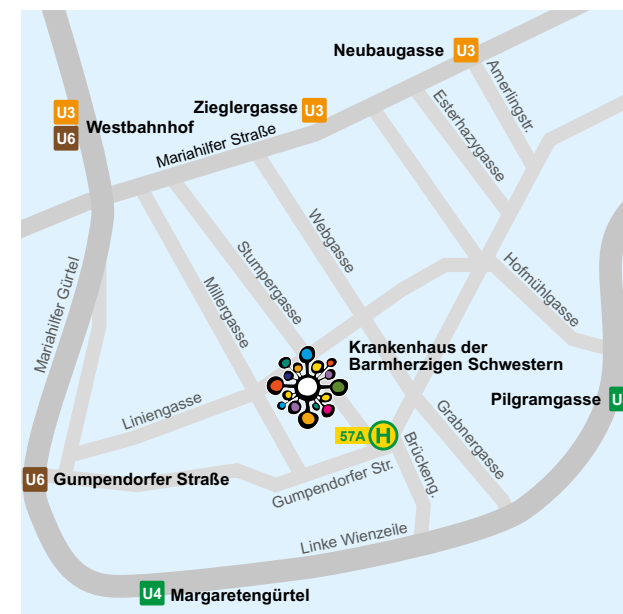 Neubaugasse U3
Amerlingstr.
Zieglergasse U3
U3
U6
Westbahnhof
Mariahilfer Straße
Esterhazygasse
Webgasse
Stumpergasse
Hofmühlgasse
Millergasse
Mariahilfer Gürtel
Krankenhaus der
Barmherzigen Schwestern
Liniengasse
Pilgramgasse U
Grabnergasse
57A H
Brückeng.
U6 Gumpendorfer Straße
Gumpendorfer Str.
Linke Wienzeile
U4 Margaretengürtel